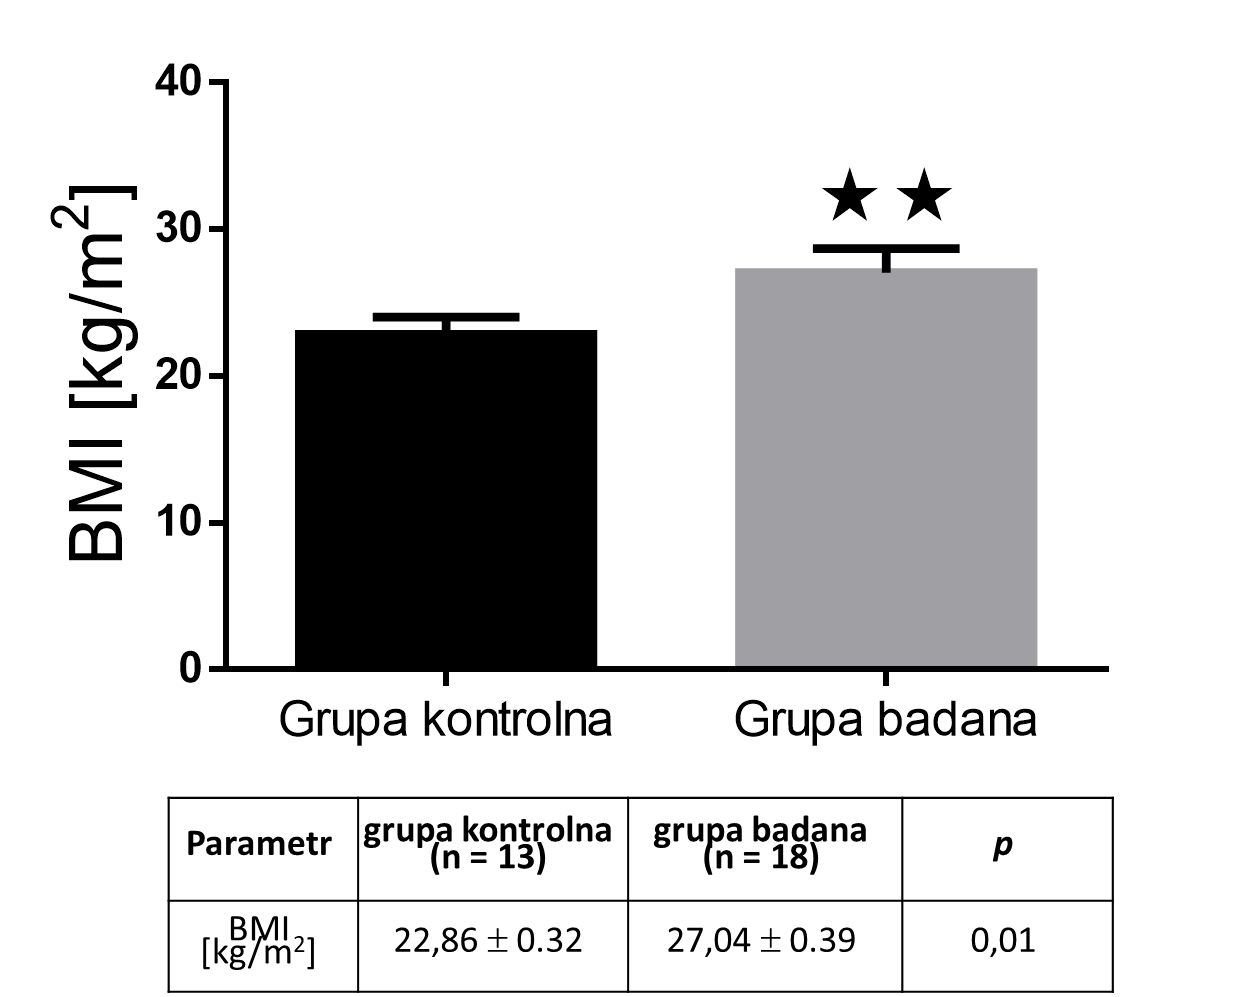 40
30
20
10
0
BMI [kg/m²]
★ ★
Grupa kontrolna
Grupa badana
Parametr
grupa kontrolna
(n = 13)
grupa badana
(n = 18)
p
BMI
[kg/m²]
22,86 ± 0.32
27,04 ± 0.39
0,01